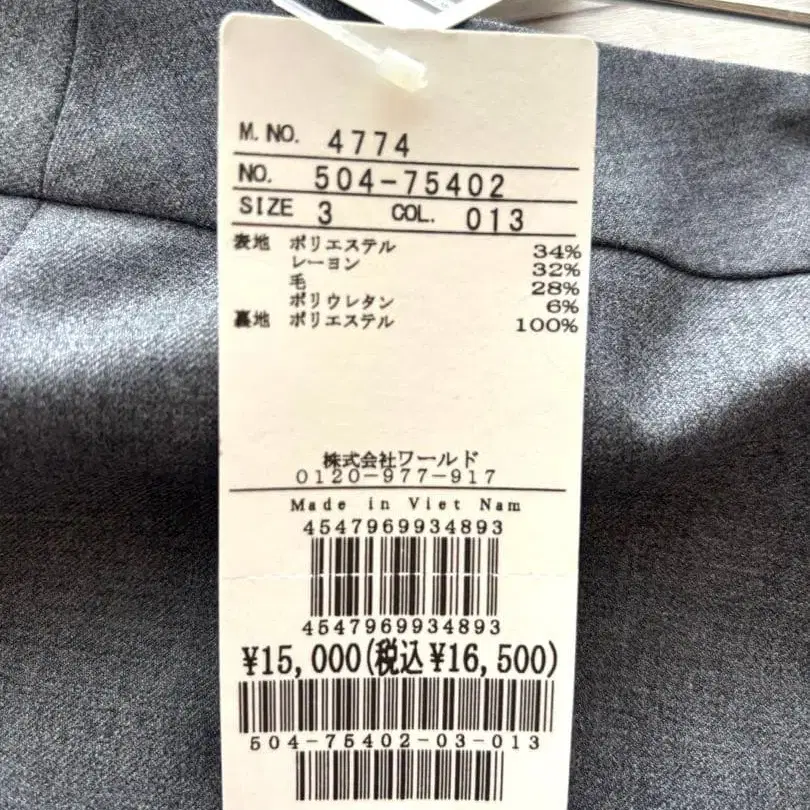 M. NO. 4774
NO. 504-75402
SIZE 3 COL. 013
表地 ポリエステル 34%
レーヨン 32%
毛 28%
ポリウレタン 6%
裏地 ポリエステル 100%
株式会社ワールド
0120-977-917
Made in Viet Nam
4547969934893
4547969934893
¥15,000(税込¥16,500)
504-75402-03-013